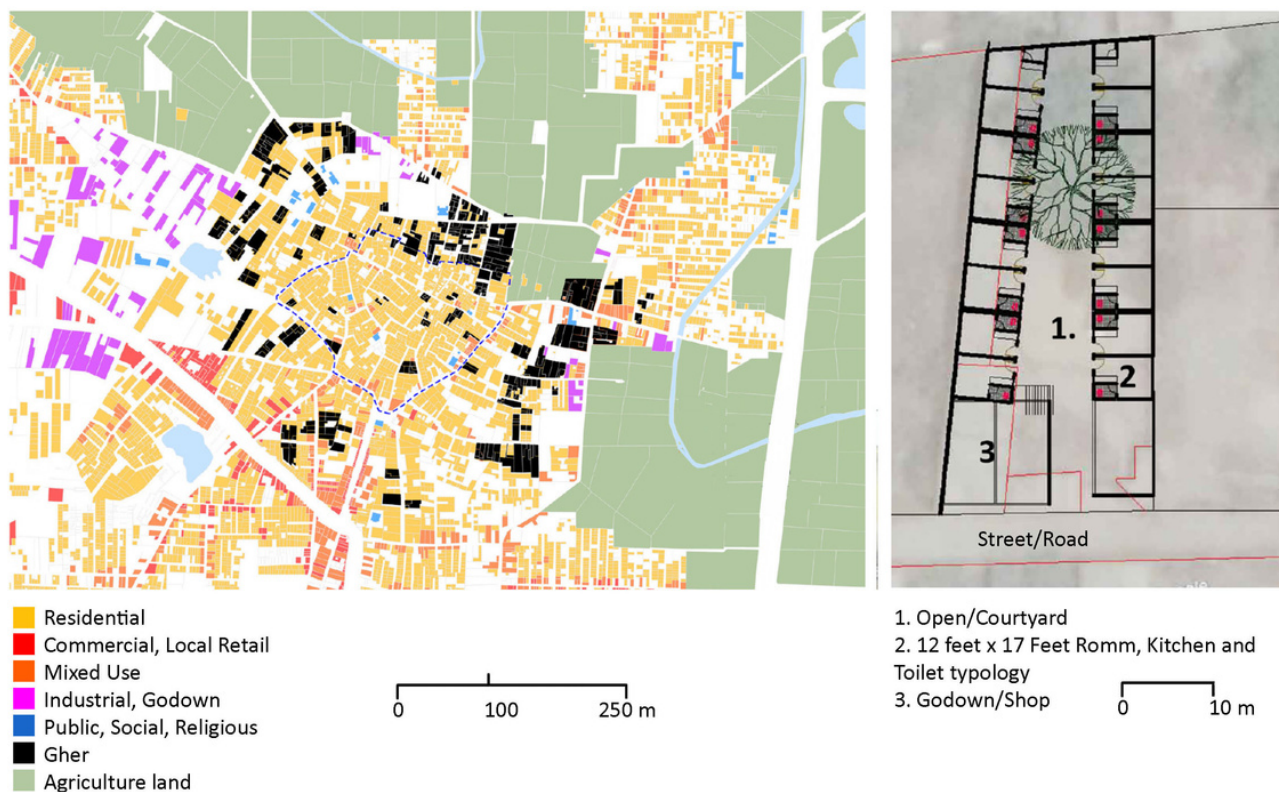 1.
2
3
Street/Road
Residential
Commercial, Local Retail
Mixed Use
Industrial, Godown
Public, Social, Religious
Gher
Agriculture land
0 100 250 m
1. Open/Courtyard
2. 12 feet x 17 Feet Romm, Kitchen and
Toilet typology
3. Godown/Shop
0 10 m